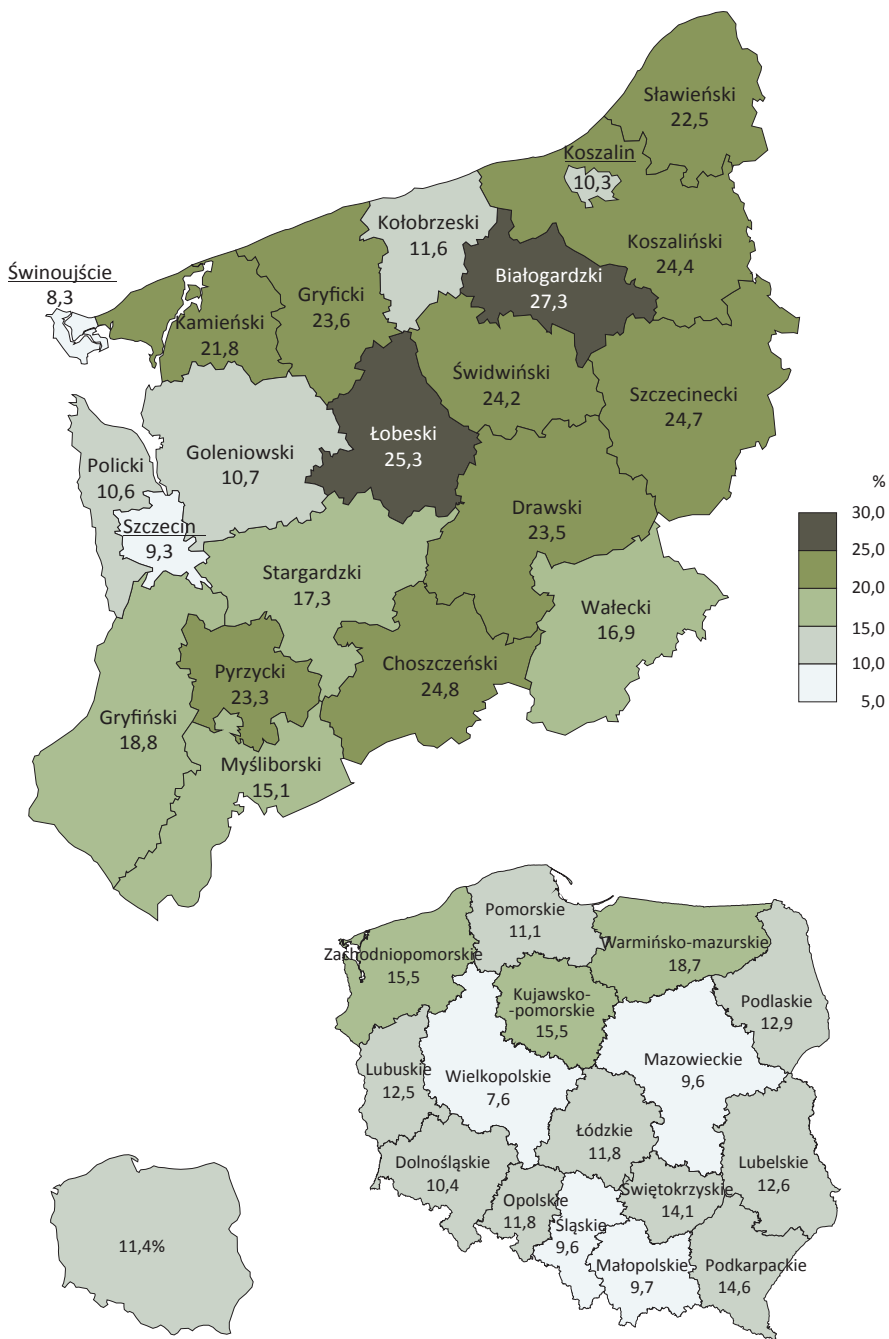 Sławieński
22,5
Koszalin
10,3
Kołobrzeski
11,6
Koszaliński
24,4
Białogardzki
27,3
Świnoujście
8,3
Gryficki
23,6
Kamieński
21,8
Świdwiński
24,2
Szczecinecki
24,7
Łobeski
25,3
Goleniowski
10,7
Policki
10,6
Szczecin
9,3
Drawski
23,5
Stargardzki
17,3
Wałecki
16,9
Choszczeński
24,8
Pyrzycki
23,3
Gryfiński
18,8
Myśliborski
15,1
%
30,0
25,0
20,0
15,0
10,0
5,0
Pomorskie
11,1
Zachodniopomorskie
15,5
Warmińsko-mazurskie
18,7
Kujawsko-
-pomorskie
15,5
Podlaskie
12,9
Mazowieckie
9,6
Lubuskie
12,5
Wielkopolskie
7,6
Łódzkie
11,8
Dolnośląskie
10,4
Lubelskie
12,6
Opolskie
11,8
Świętokrzyskie
14,1
Śląskie
9,6
Małopolskie
9,7
Podkarpackie
14,6
11,4%